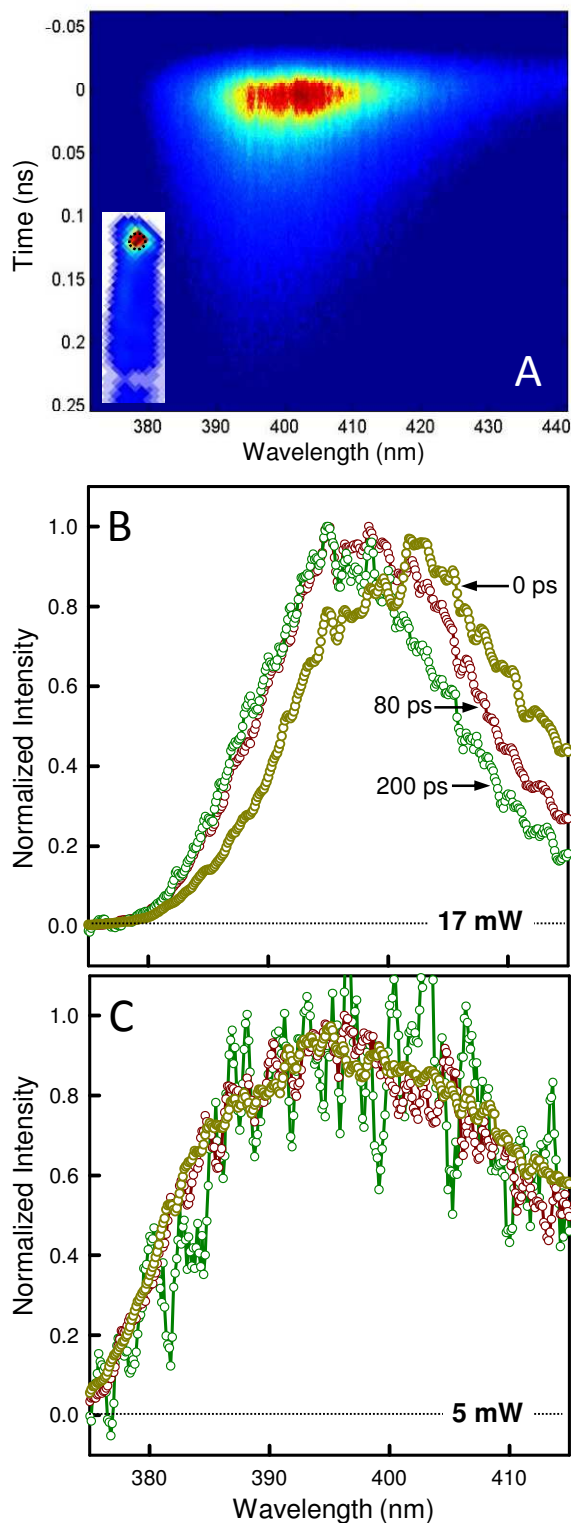 -0.05
0
0.05
0.1
0.15
0.2
0.25
Time (ns)
A
380 390 400 410 420 430 440
Wavelength (nm)
B
1.0
0.8
0.6
0.4
0.2
0.0
Normalized Intensity
0 ps
80 ps
200 ps
17 mW
C
1.0
0.8
0.6
0.4
0.2
0.0
Normalized Intensity
5 mW
380 390 400 410
Wavelength (nm)